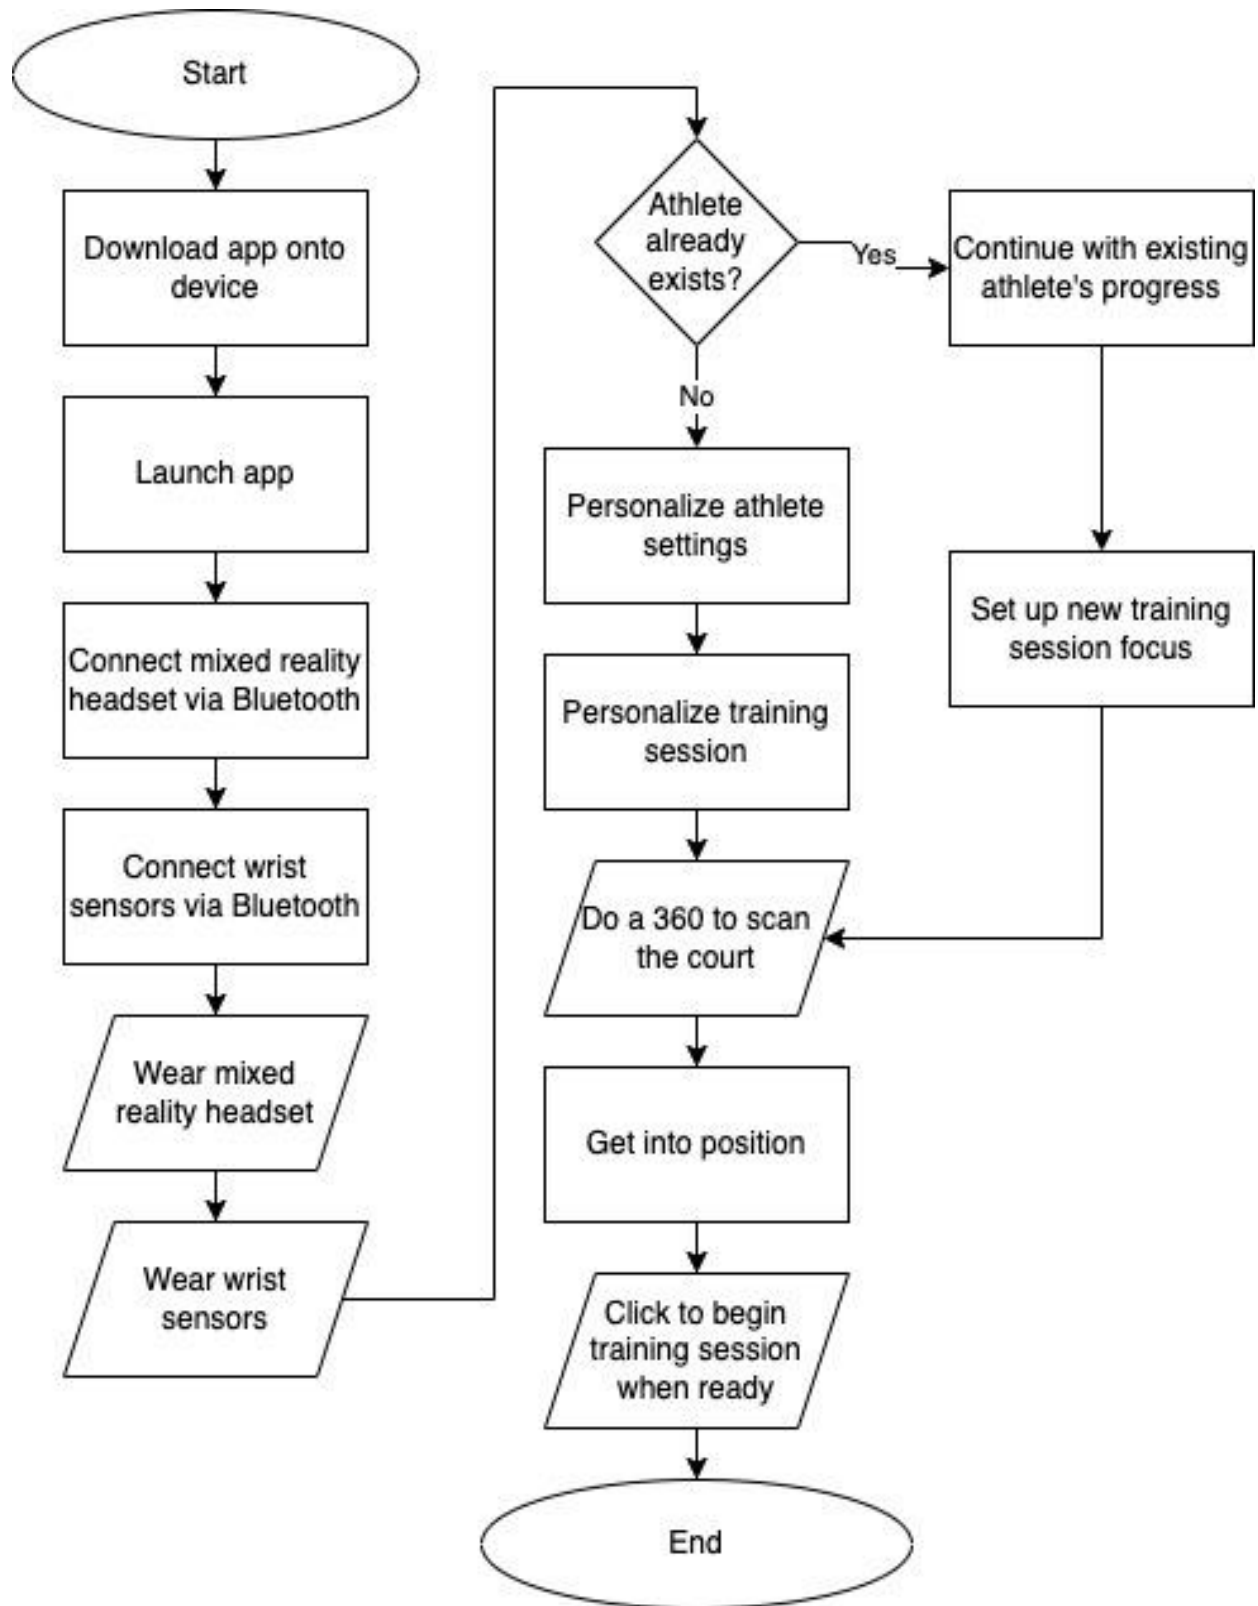 Start
Download app onto
device
Launch app
Connect mixed reality
headset via Bluetooth
Connect wrist
sensors via Bluetooth
Wear mixed
reality headset
Wear wrist
sensors
Athlete
already
exists?
Yes
Continue with existing
athlete's progress
No
Personalize athlete
settings
Set up new training
session focus
Personalize training
session
Do a 360 to scan
the court
Get into position
Click to begin
training session
when ready
End